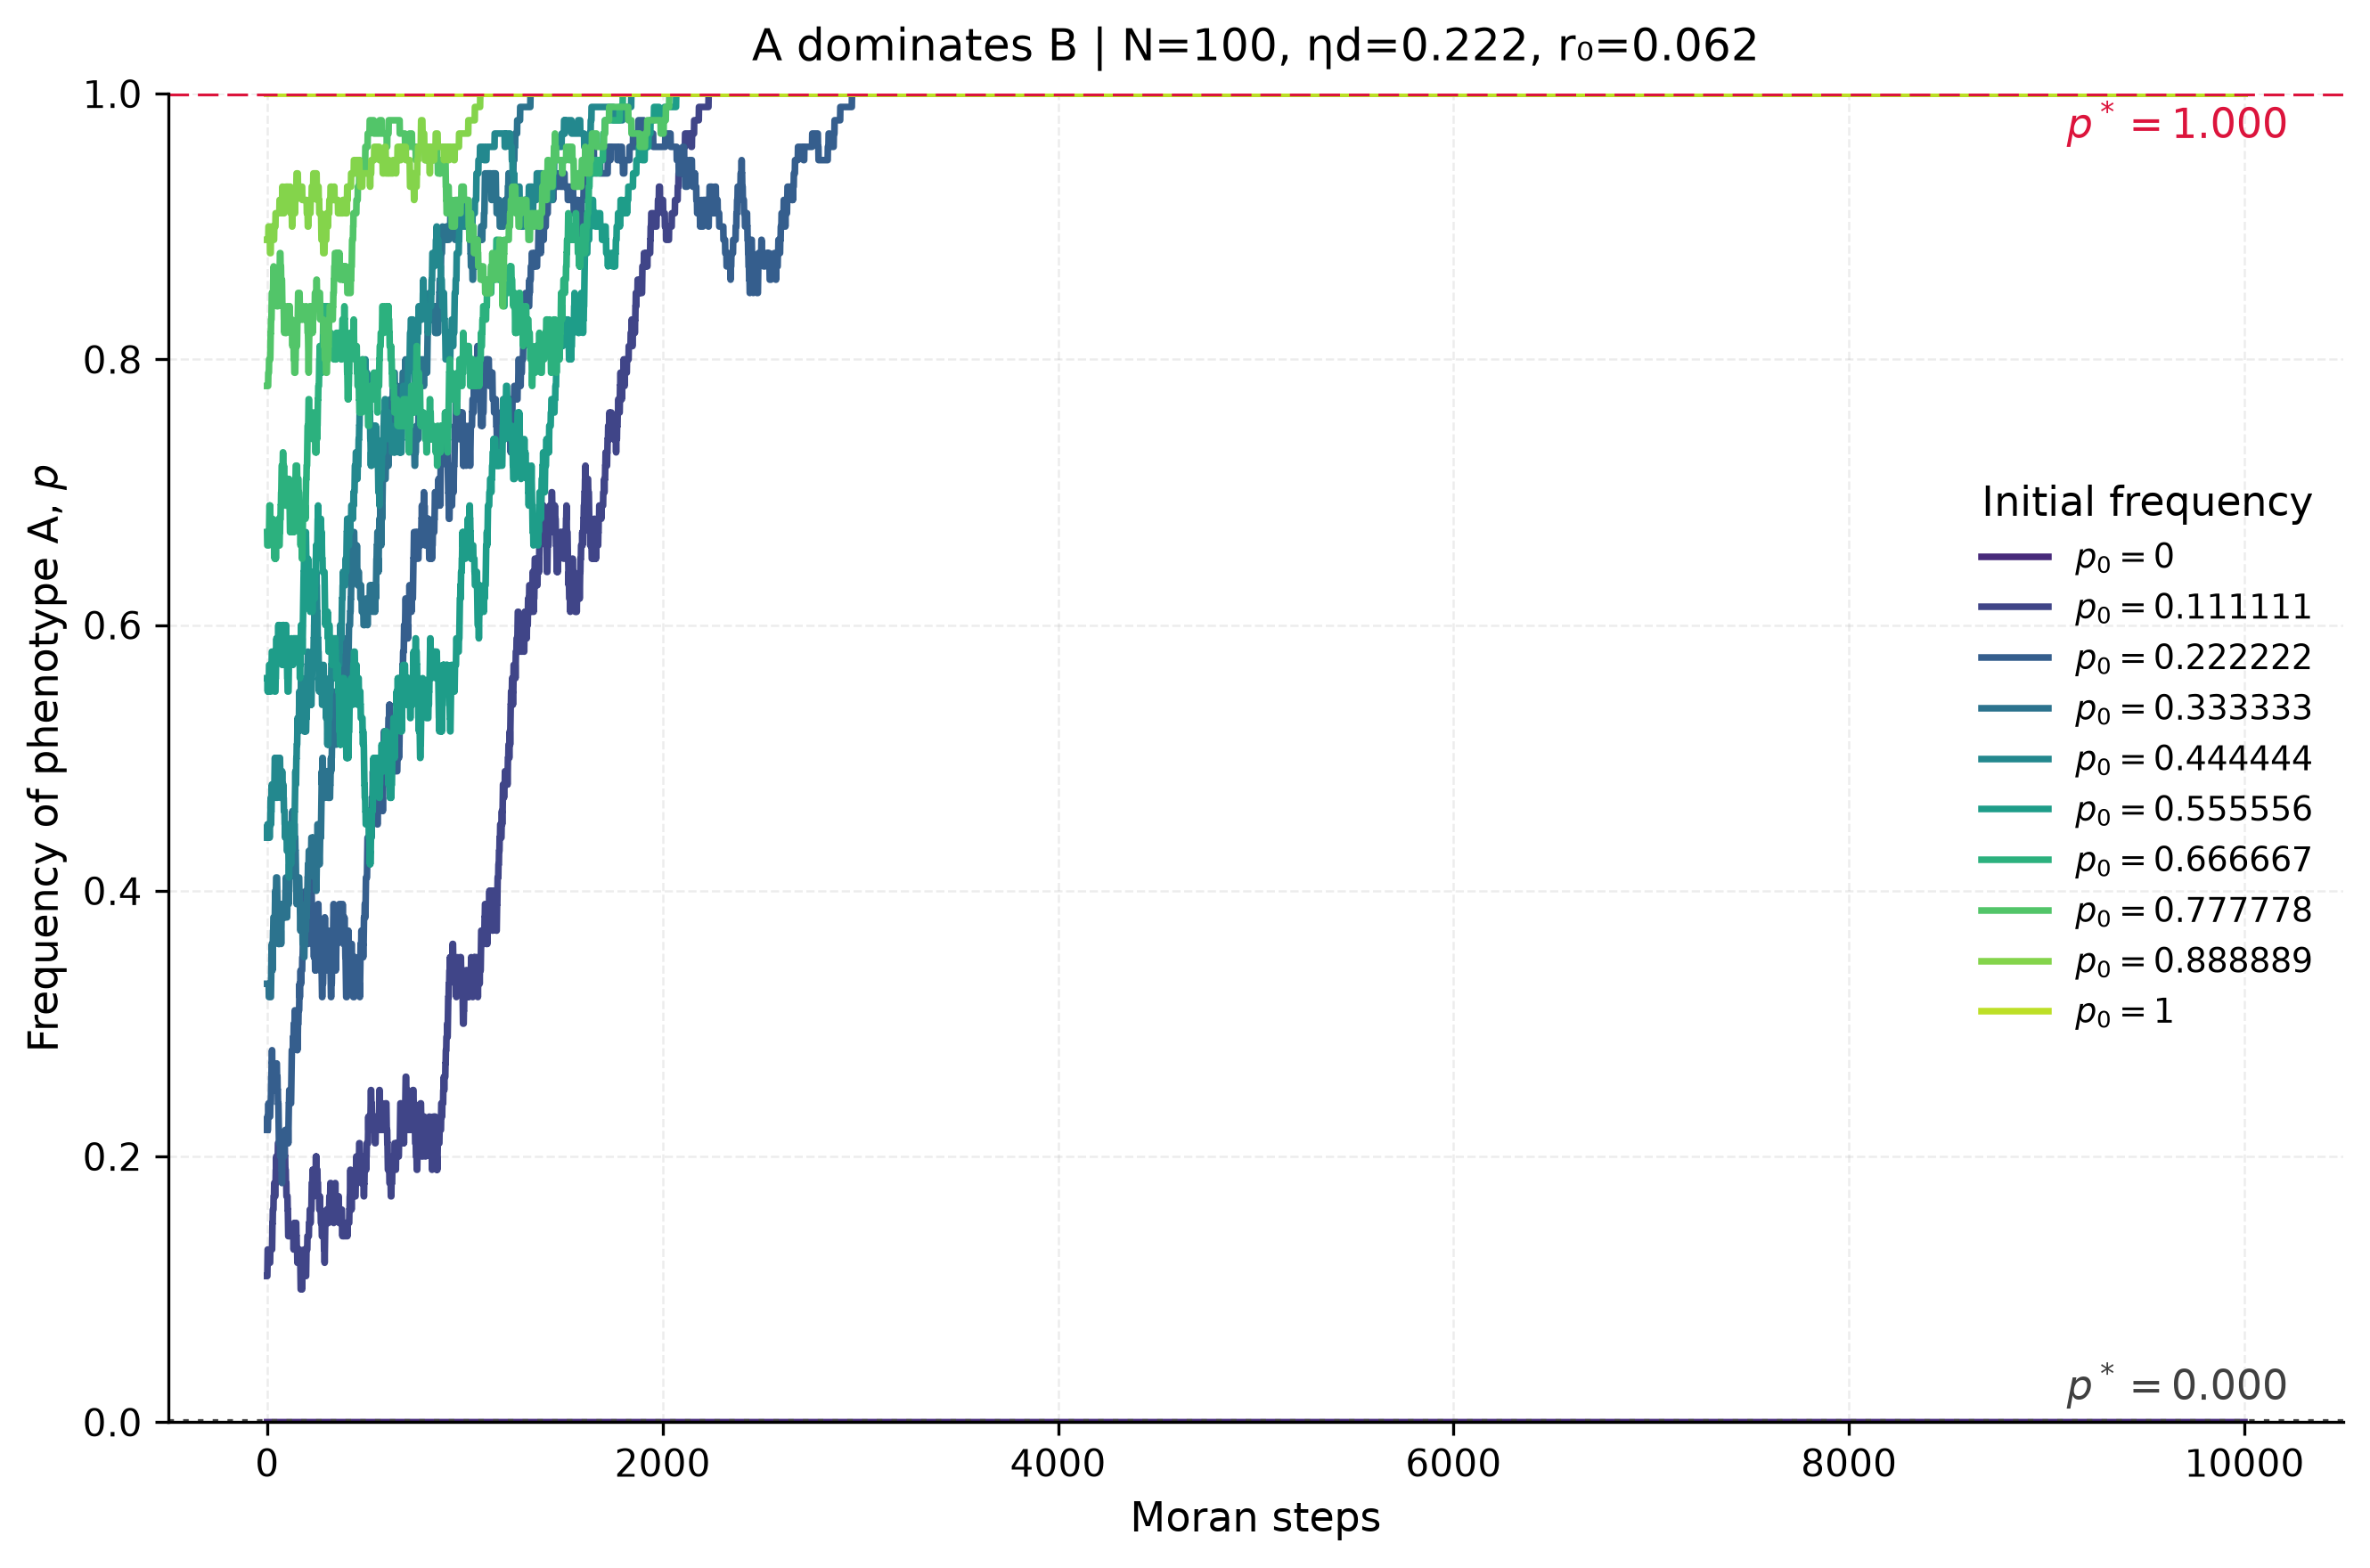 A dominates B | N=100, ηd=0.222, r₀=0.062
Frequency of phenotype A, p
1.0
0.8
0.6
0.4
0.2
0.0
p* = 1.000
Initial frequency
p₀ = 0
p₀ = 0.111111
p₀ = 0.222222
p₀ = 0.333333
p₀ = 0.444444
p₀ = 0.555556
p₀ = 0.666667
p₀ = 0.777778
p₀ = 0.888889
p₀ = 1
p* = 0.000
0 2000 4000 6000 8000 10000
Moran steps